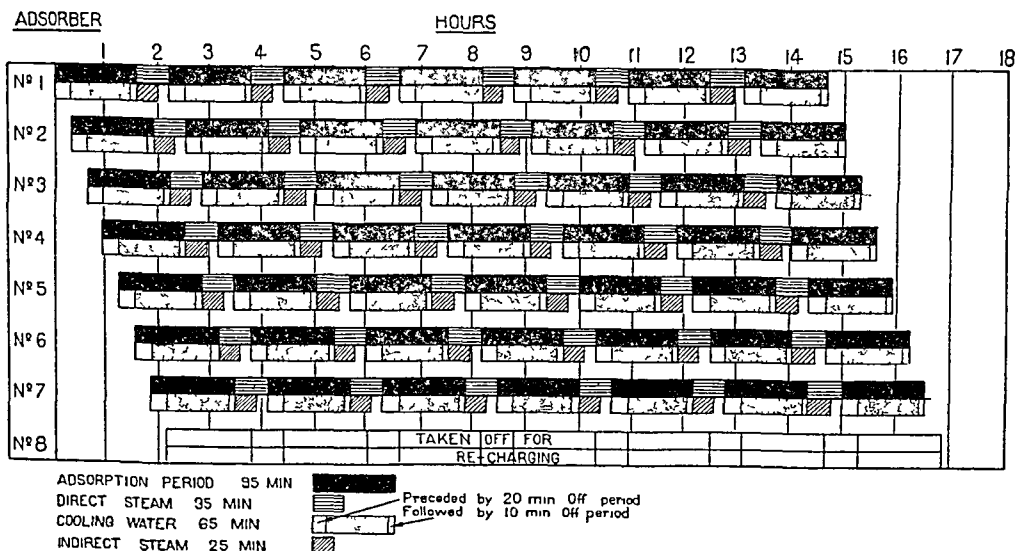 ADSORBER
HOURS
1 2 3 4 5 6 7 8 9 10 11 12 13 14 15 16 17 18
Nº 1
Nº 2
Nº 3
Nº 4
Nº 5
Nº 6
Nº 7
Nº 8
TAKEN OFF FOR
RE-CHARGING
ADSORPTION PERIOD 95 MIN
DIRECT STEAM 35 MIN
COOLING WATER 65 MIN
INDIRECT STEAM 25 MIN
Preceded by 20 min Off period
Followed by 10 min Off period